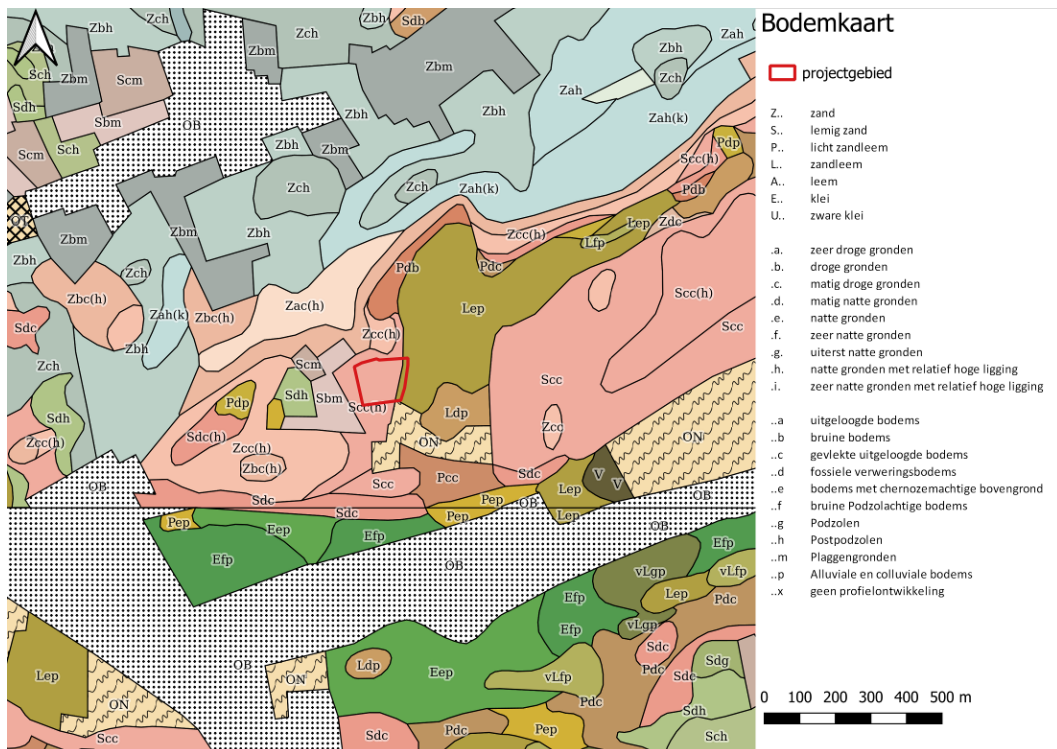 Bodemkaart
projectgebied
Z.. zand
S.. lemig zand
P.. licht zandleem
L.. zandleem
A.. leem
E.. klei
U.. zware klei
.a. zeer droge gronden
.b. droge gronden
.c. matig droge gronden
.d. matig natte gronden
.e. natte gronden
.f. zeer natte gronden
.g. uiterst natte gronden
.h. natte gronden met relatief hoge ligging
.i. zeer natte gronden met relatief hoge ligging
..a uitgeloogde bodems
..b bruine bodems
..c gevlekte uitgeloogde bodems
..d fossiele verweringsbodems
..e bodems met chernozemachtige bovengrond
..f bruine Podzolachtige bodems
..g Podzolen
..h Postpodzolen
..m Plaggengronden
..p Alluviale en colluviale bodems
..x geen profielontwikkeling
0 100 200 300 400 500 m
Zbh Zch Zbh Sdb Zbh Zah
Zbm Zbm
Sch Zbm Scm Zch
Sdh Sbm Zbh Zbh Zah Zah(k)
OB
Scm Sch Zbh Zbm Pdp
Scc(h)
Zch Zch Zah(k) Pdb
Zbm Zbm Zbh Zcc(h) Lep Zdc
Lfp
Zbh Zch Pdb Pdc
Zbc(h) Zac(h) Lep Scc(h)
Sdc Zah(k) Zbc(h) Scc
Zbh Zcc(h)
Zch Scm Scc
Pdp Sdh Sbm Scc(h) Ldp
Sdh Sdc(h) Zcc
Zcc(h) Zcc(h) ON ON
Zbc(h) Scc Pcc Sdc V V
OB Sdc Pep OB Lep
Sdc Pep Lep
Pep Eep Efp OB Efp
Efp OB OB vLgp vLfp
Efp Lep Pdc
Efp vLgp
OB Ldp Sdc
Lep ON Eep vLfp Pdc Sdc Sdg
ON Pdc Sdh
Scc Sdc Pdc Pep Sch